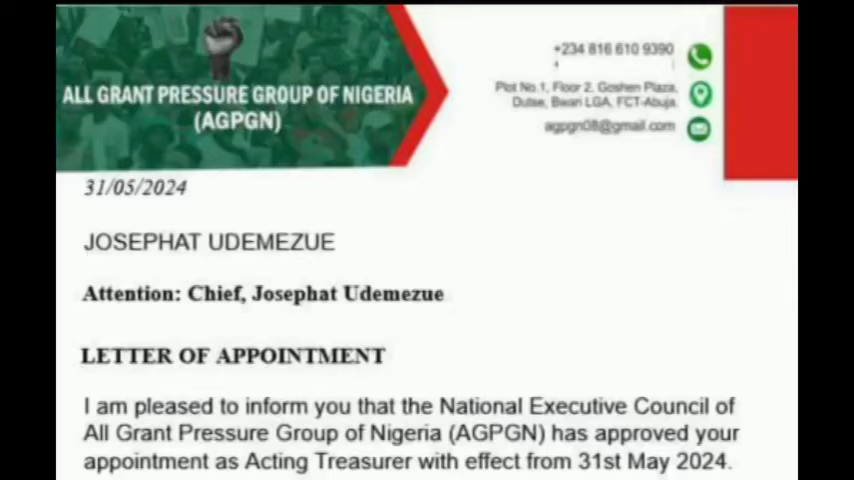 ALL GRANT PRESSURE GROUP OF NIGERIA
(AGPGN)
+234 816 610 9390
Plot No.1, Floor 2, Goshen Plaza,
Dutse, Bwari LGA, FCT-Abuja.
agpgn08@gmail.com
31/05/2024
JOSEPHAT UDEMEZUE
Attention: Chief, Josephat Udemezue
LETTER OF APPOINTMENT
I am pleased to inform you that the National Executive Council of
All Grant Pressure Group of Nigeria (AGPGN) has approved your
appointment as Acting Treasurer with effect from 31st May 2024.